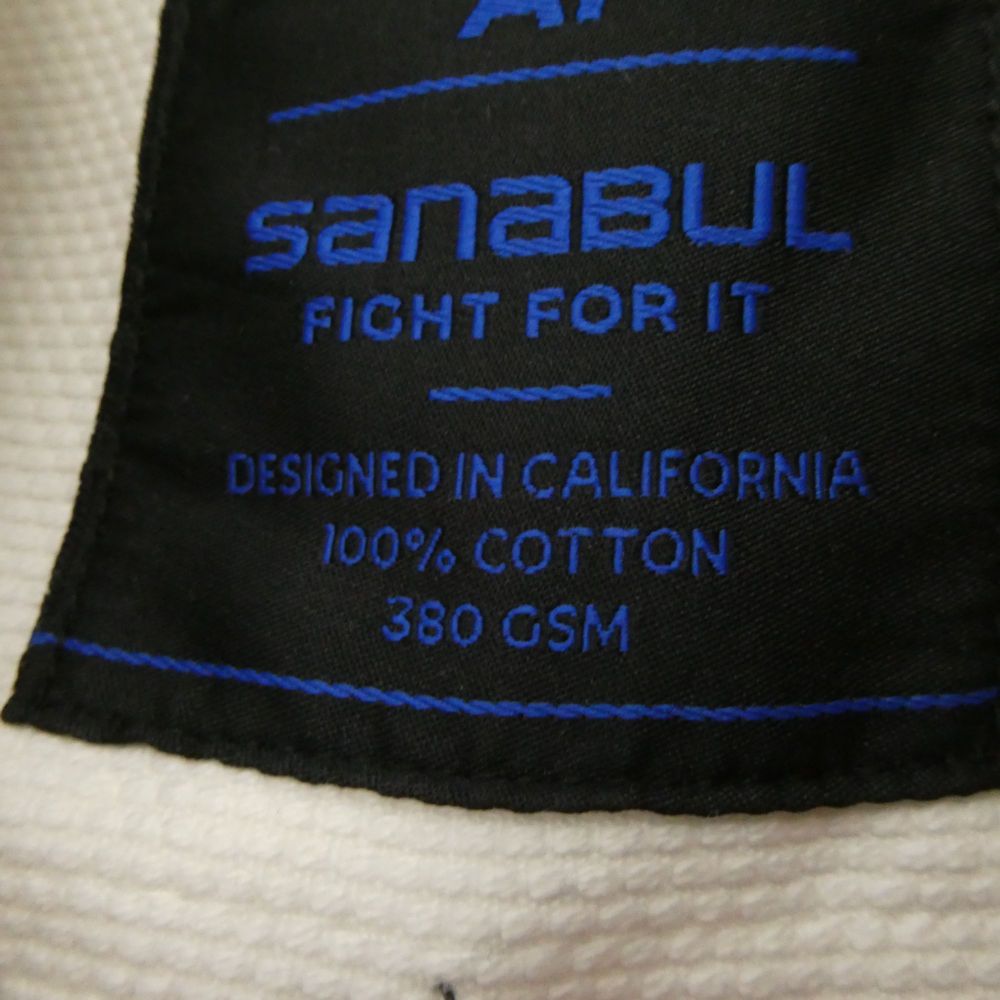 SANABUL
FIGHT FOR IT
DESIGNED IN CALIFORNIA
100% COTTON
380 GSM